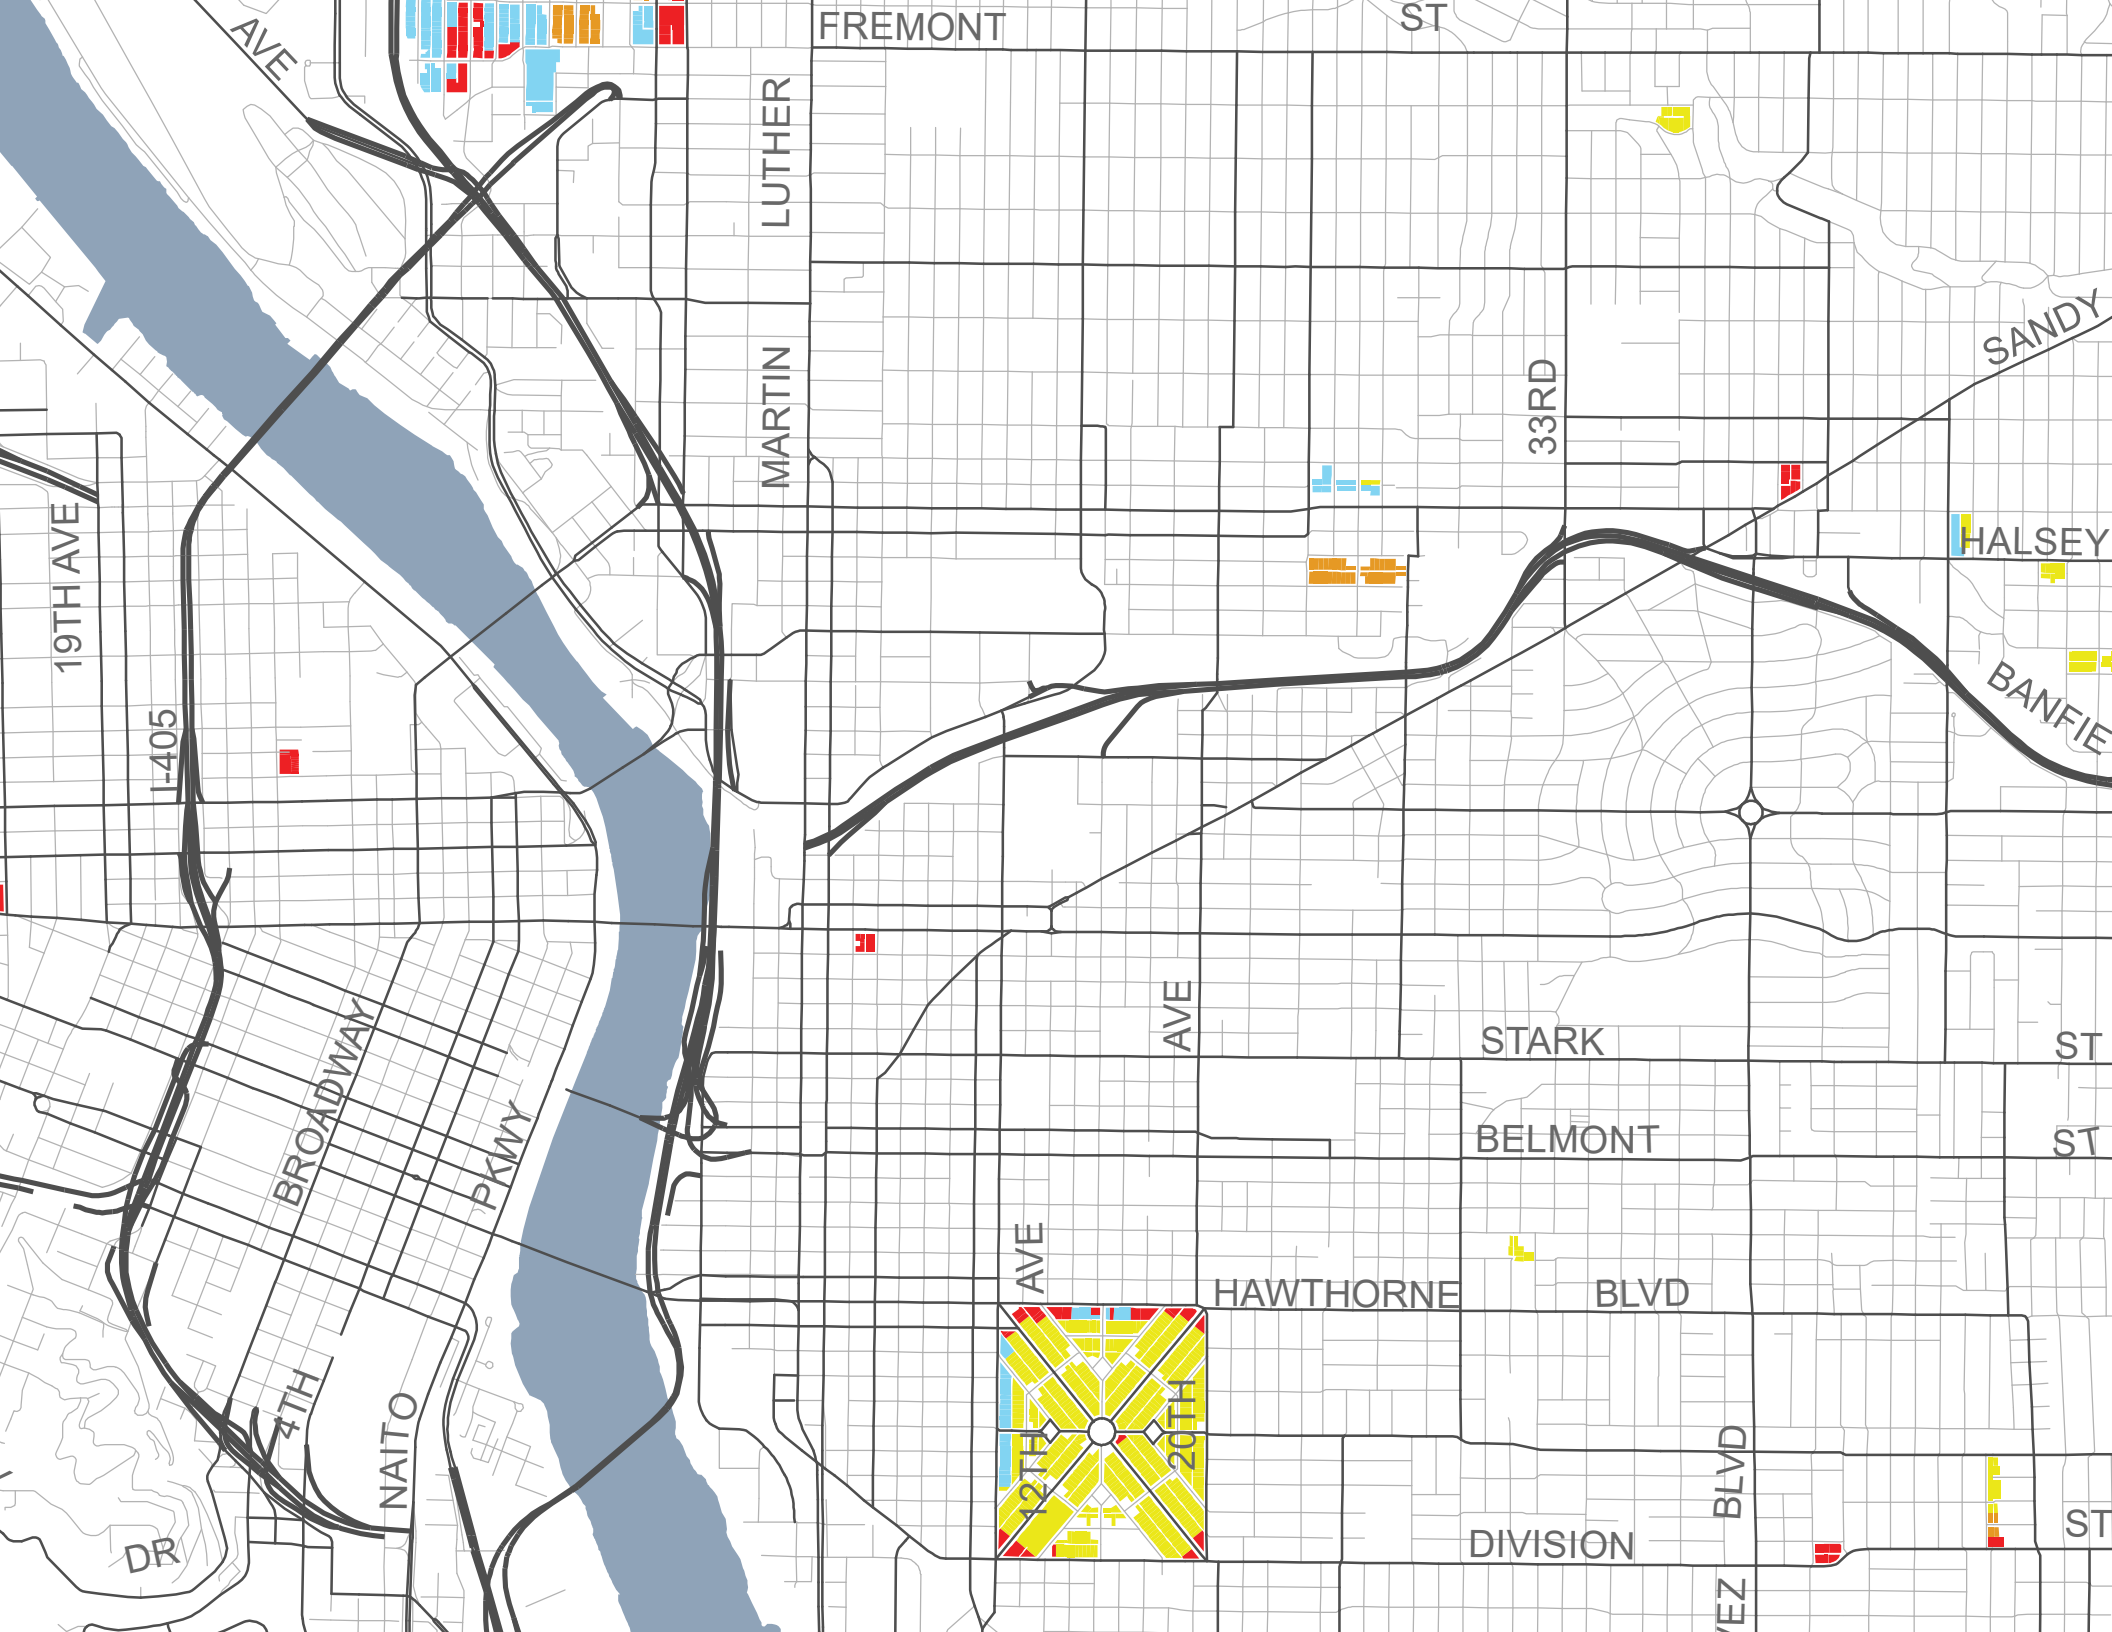 FREMONT
ST
AVE
LUTHER
SANDY
33RD
MARTIN
19TH AVE
HALSEY
BANFIE
I-405
BROADWAY
AVE
STARK
ST
PKWY
BELMONT
ST
AVE
HAWTHORNE
BLVD
4TH
NAITO
12TH
20TH
BLVD
DR
DIVISION
ST
VEZ